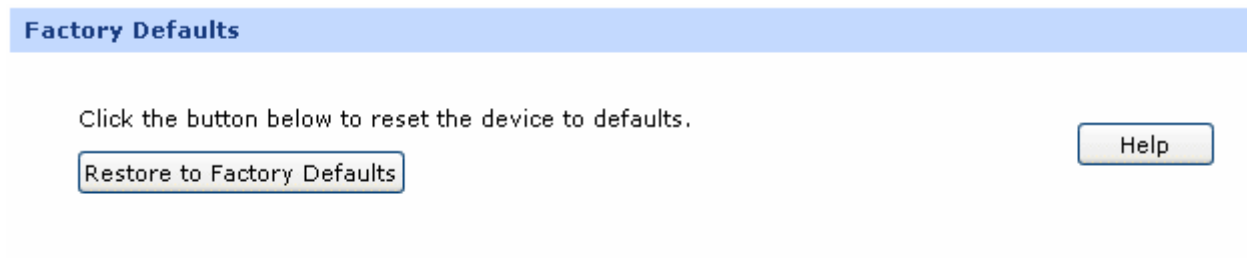 Factory Defaults
Click the button below to reset the device to defaults.
Help
Restore to Factory Defaults